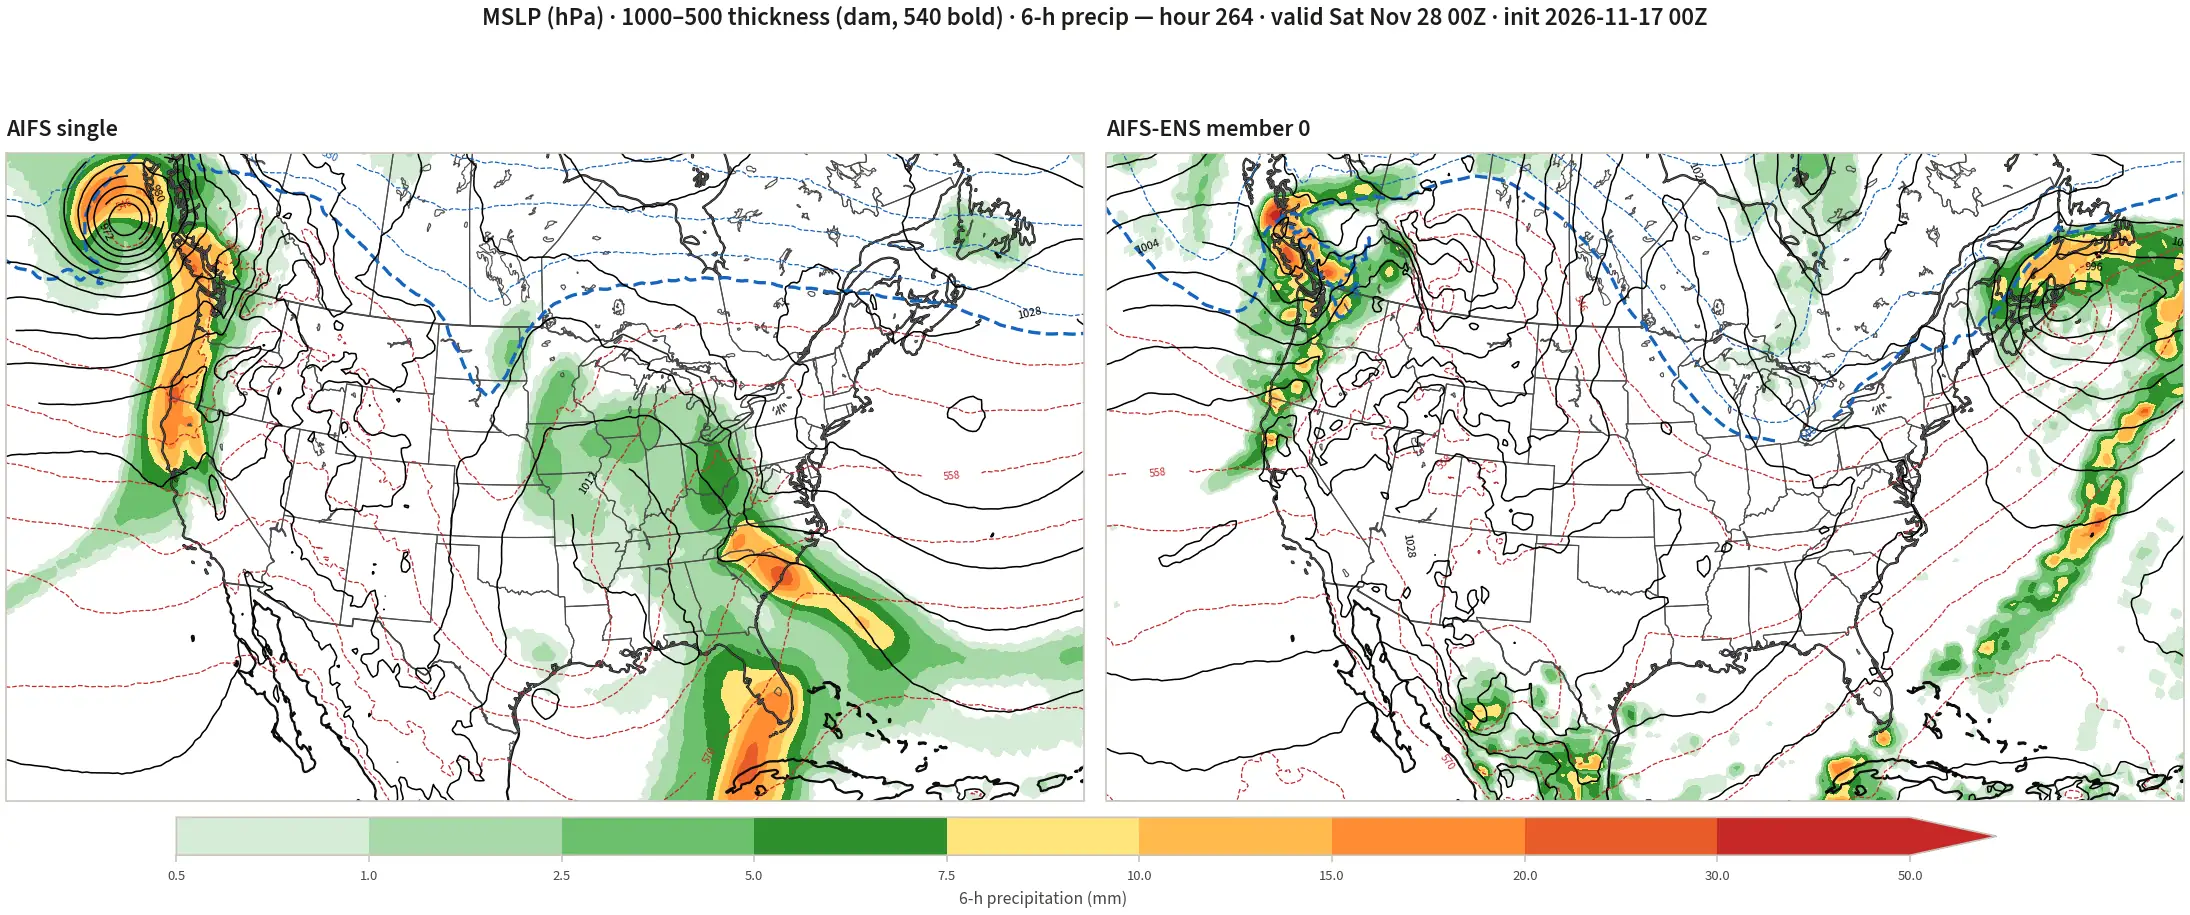 MSLP (hPa) · 1000–500 thickness (dam, 540 bold) · 6-h precip — hour 264 · valid Sat Nov 28 00Z · init 2026-11-17 00Z
AIFS single
AIFS-ENS member 0
980
972
1028
558
570
1004
996
558
1028
570
0.5 1.0 2.5 5.0 7.5 10.0 15.0 20.0 30.0 50.0
6-h precipitation (mm)